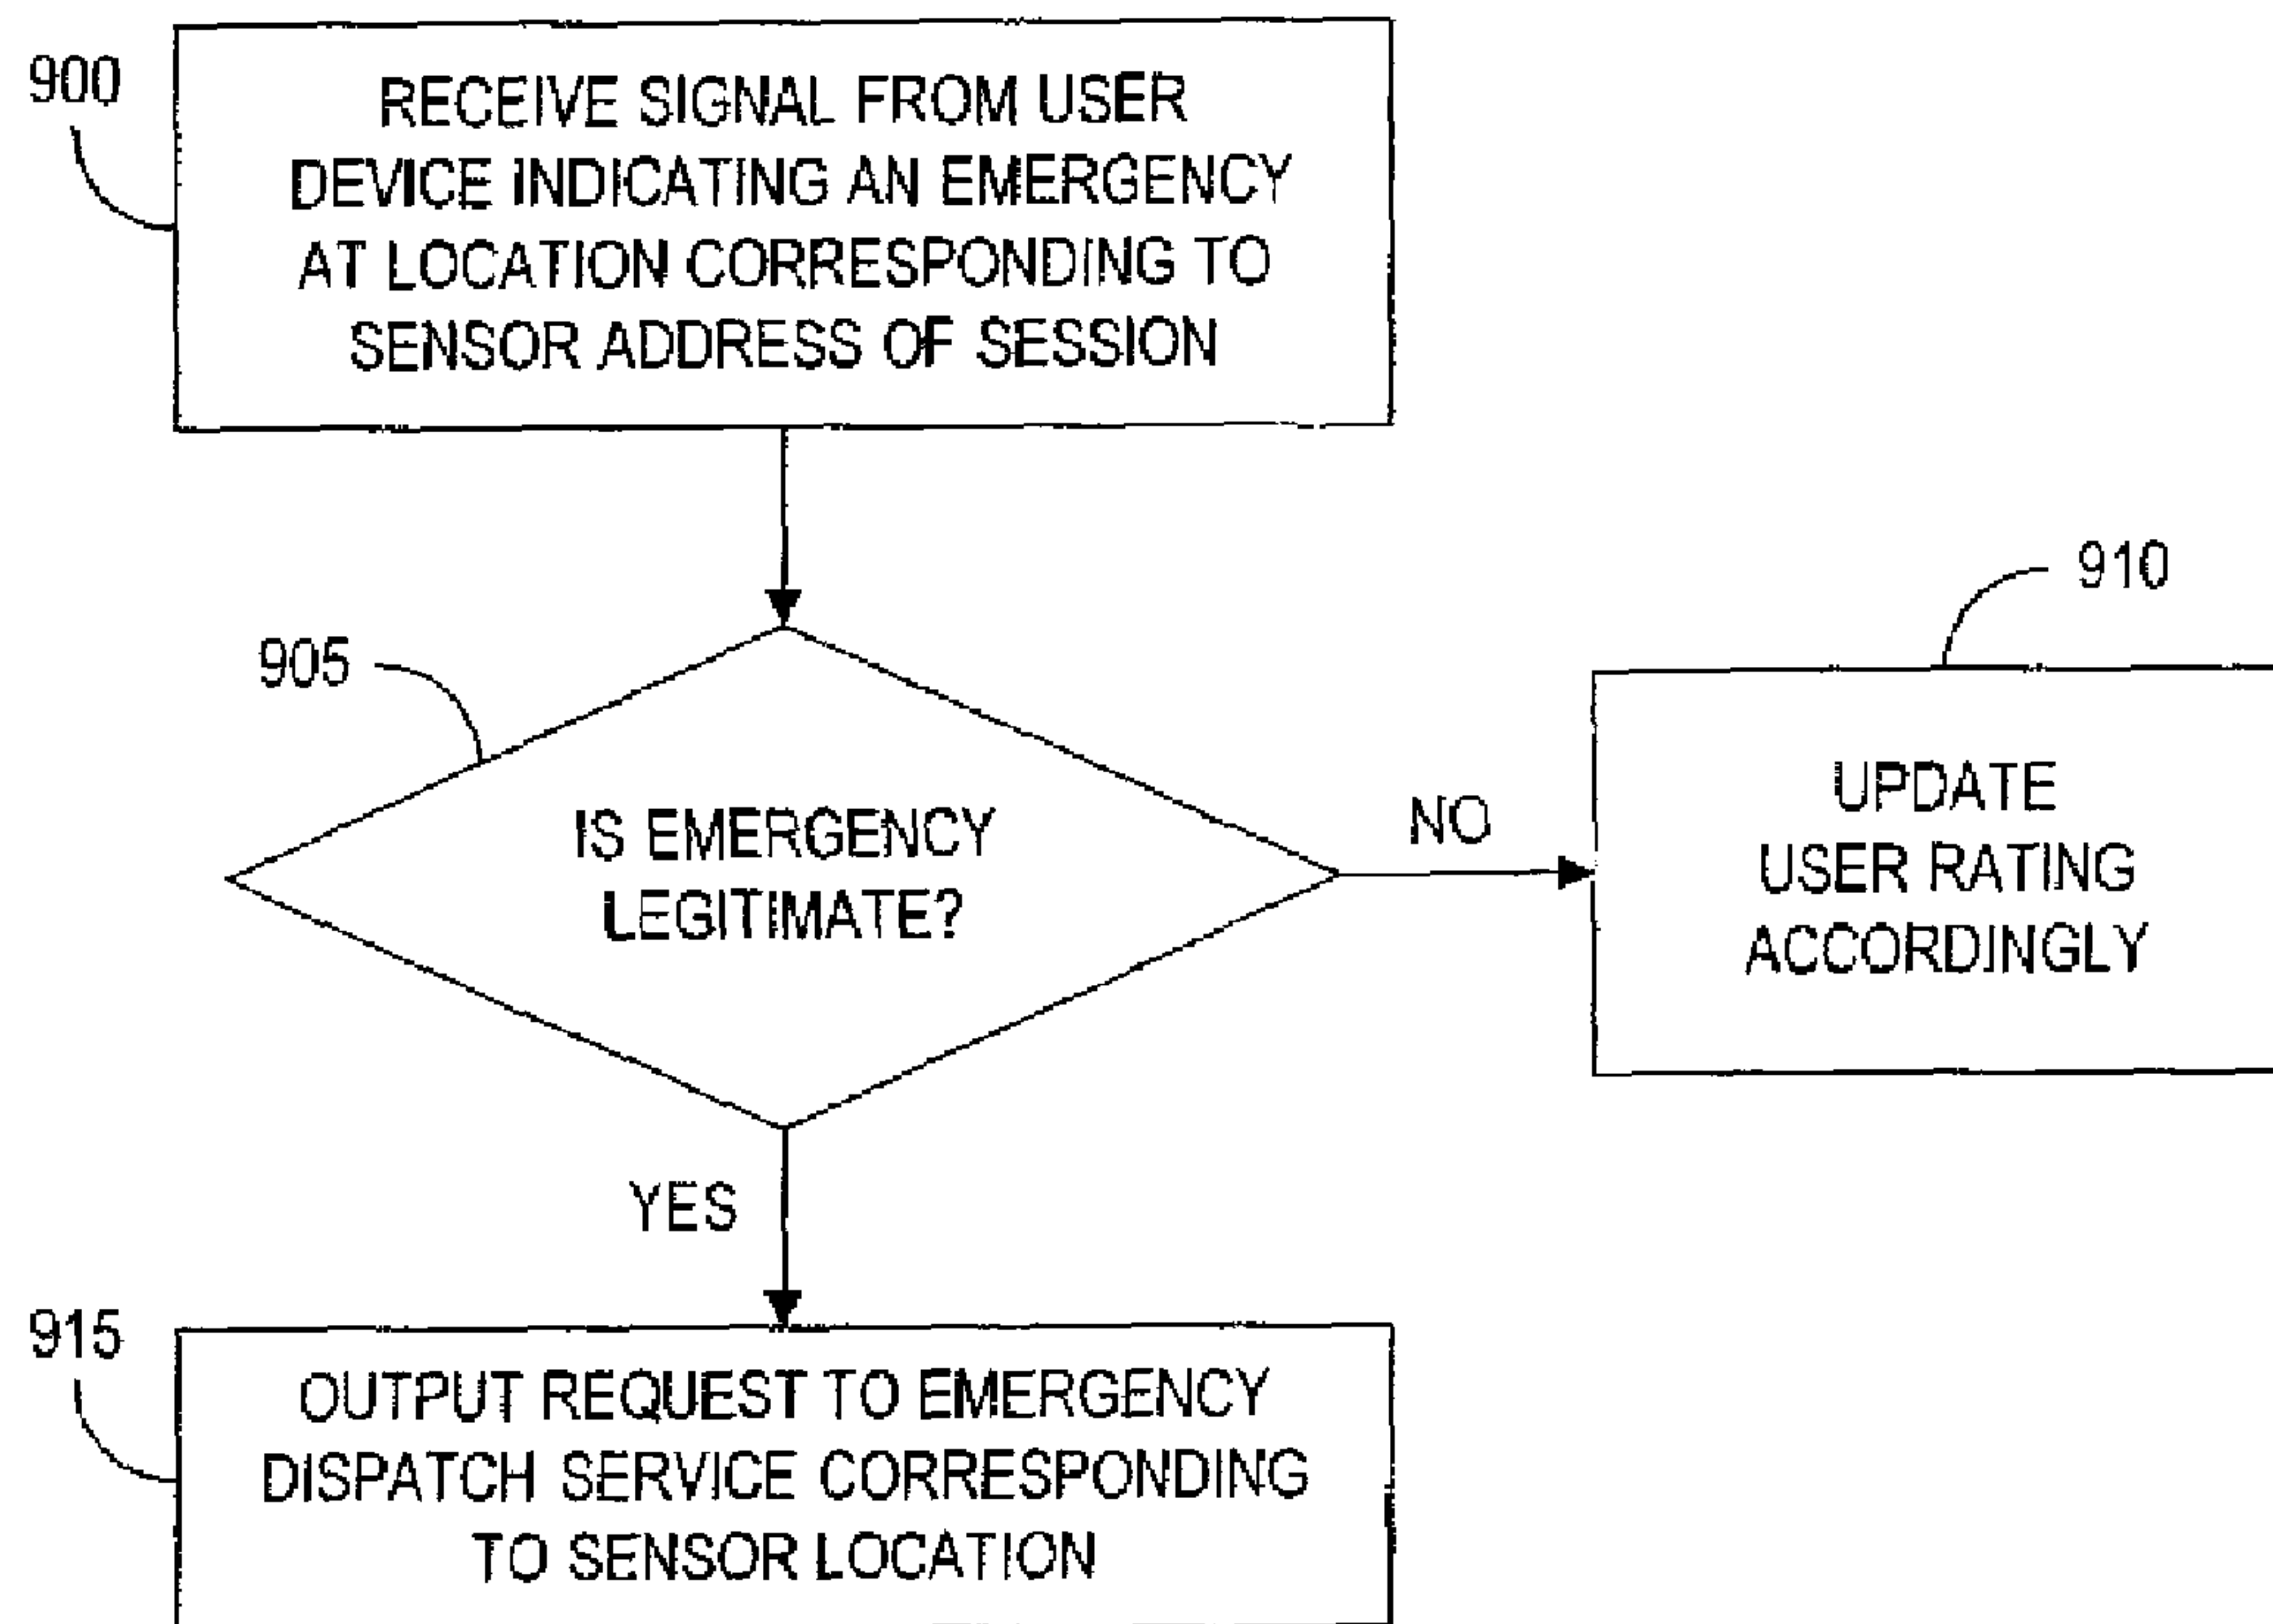 900
RECEIVE SIGNAL FROM USER
DEVICE INDICATING AN EMERGENCY
AT LOCATION CORRESPONDING TO
SENSOR ADDRESS OF SESSION
905
IS EMERGENCY
LEGITIMATE?
NO
910
UPDATE
USER RATING
ACCORDINGLY
YES
915
OUTPUT REQUEST TO EMERGENCY
DISPATCH SERVICE CORRESPONDING
TO SENSOR LOCATION